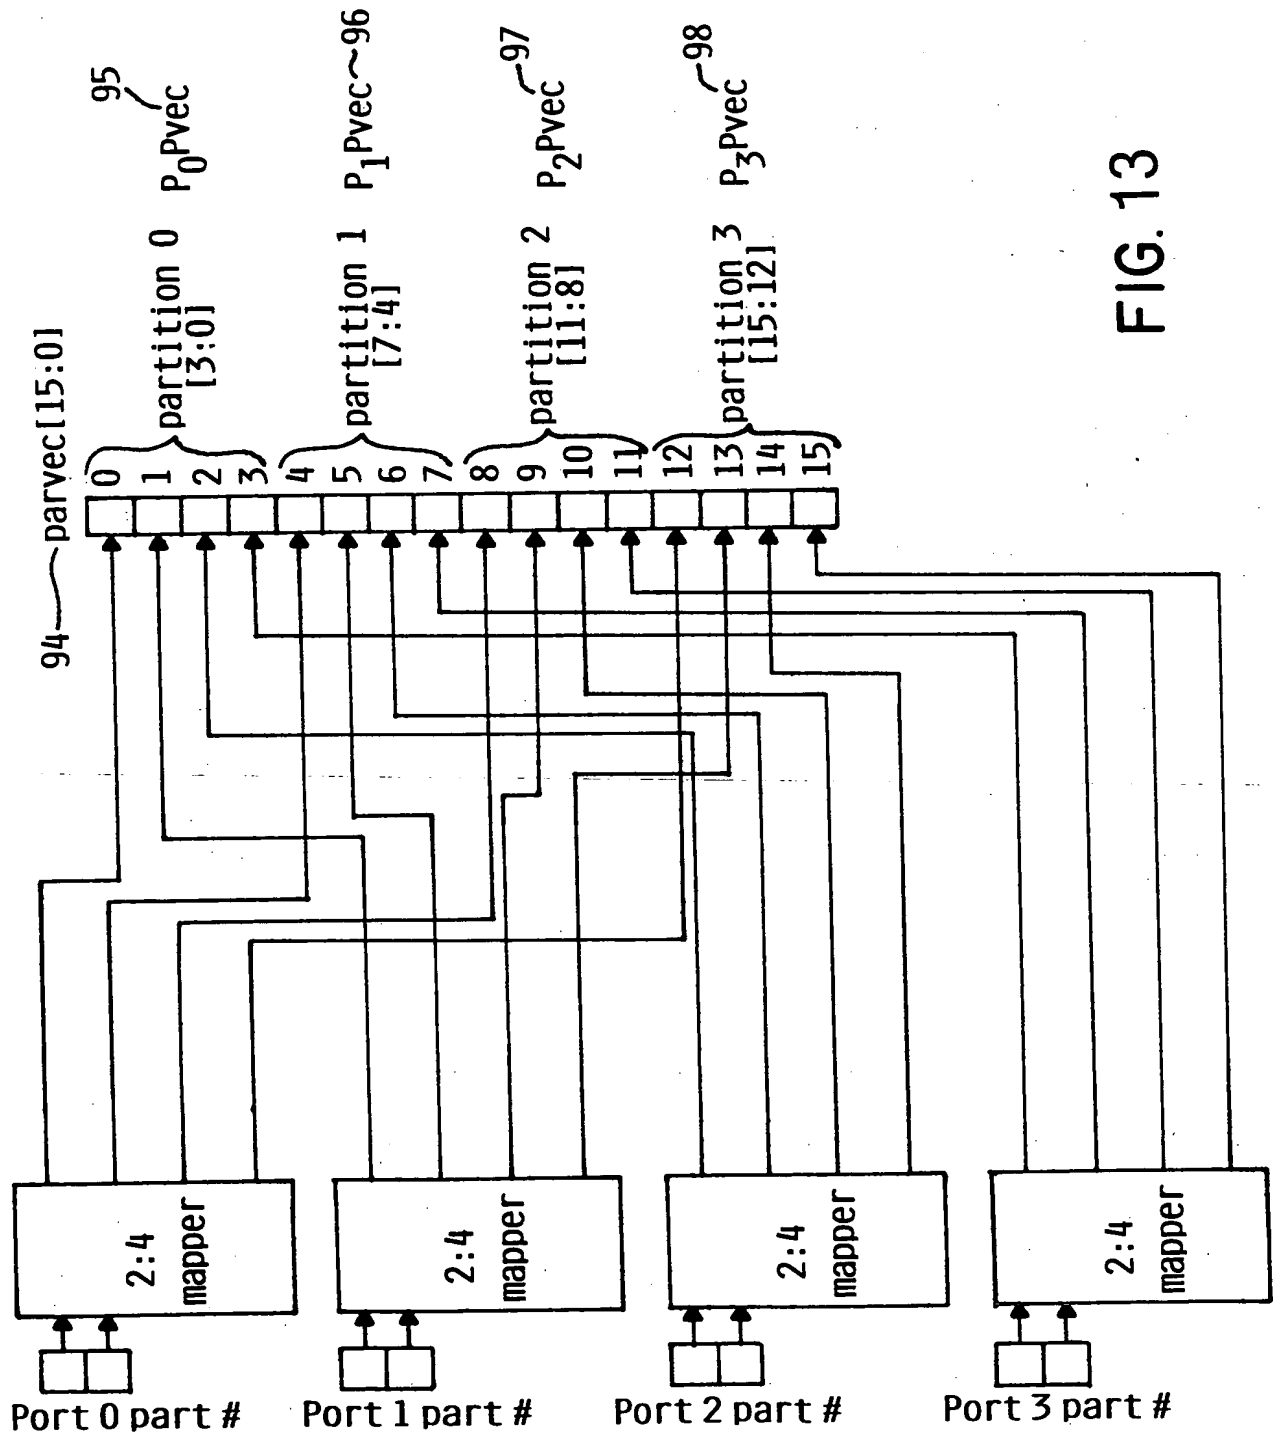 94
parvec[15:0]
0
1
2
3
4
5
6
7
8
9
10
11
12
13
14
15
partition 0 P0Pvec
[3:0]
95
partition 1 P1Pvec
[7:4]
96
partition 2 P2Pvec
[11:8]
97
partition 3 P3Pvec
[15:12]
98
2:4
mapper
2:4
mapper
2:4
mapper
2:4
mapper
Port 0 part #
Port 1 part #
Port 2 part #
Port 3 part #
FIG. 13